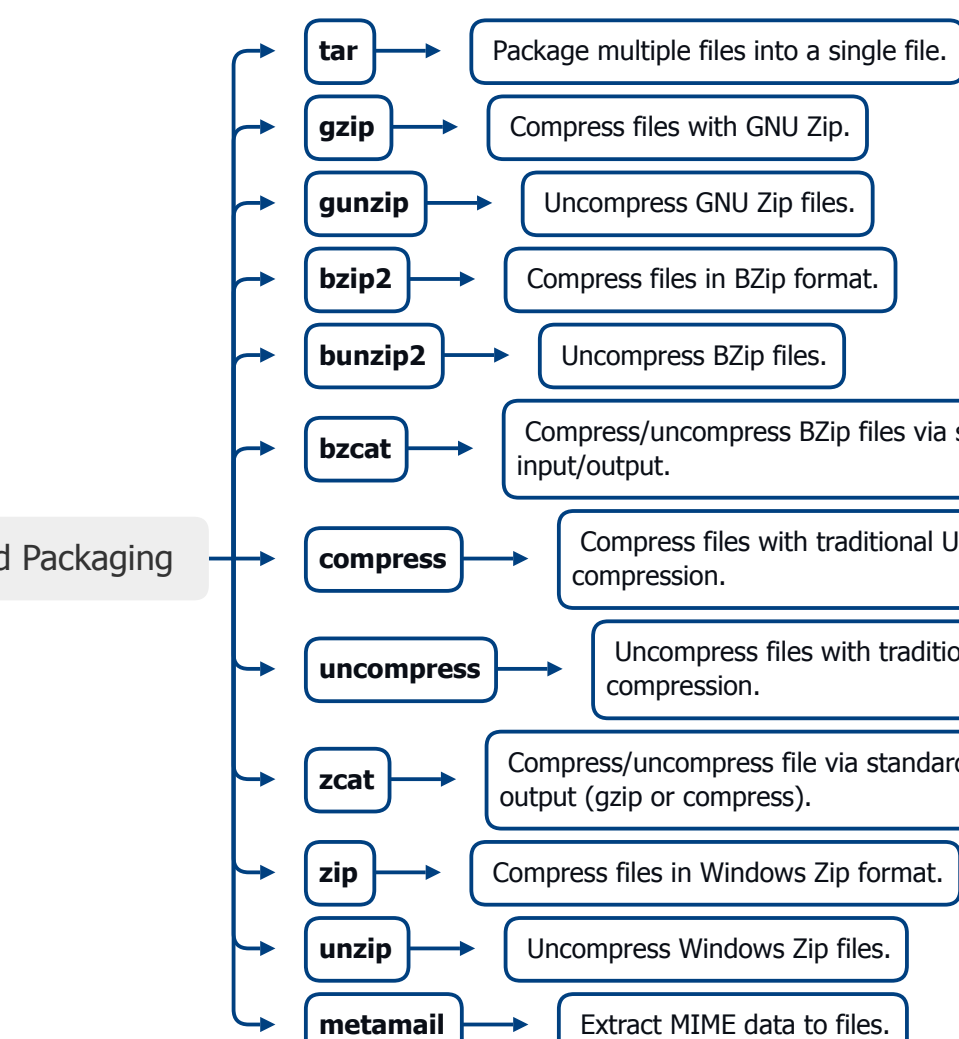 tar
Package multiple files into a single file.
gzip
Compress files with GNU Zip.
gunzip
Uncompress GNU Zip files.
bzip2
Compress files in BZip format.
bunzip2
Uncompress BZip files.
bzcat
Compress/uncompress BZip files via
input/output.
Packaging
compress
Compress files with traditional
compression.
uncompress
Uncompress files with
compression.
zcat
Compress/uncompress file via
output (gzip or compress).
zip
Compress files in Windows Zip format.
unzip
Uncompress Windows Zip files.
metamail
Extract MIME data to files.